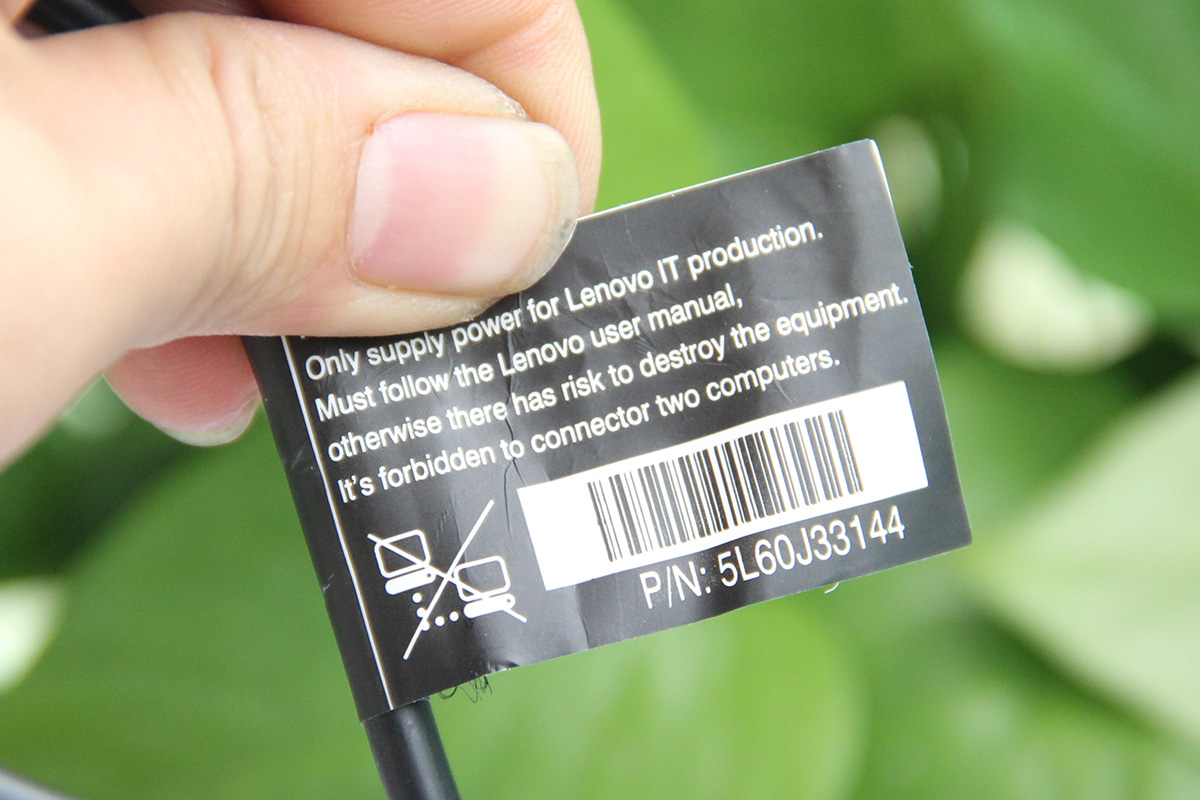 Only supply power for Lenovo IT production.
Must follow the Lenovo user manual,
otherwise there has risk to destroy the equipment.
It's forbidden to connector two computers.
P/N: 5L60J33144